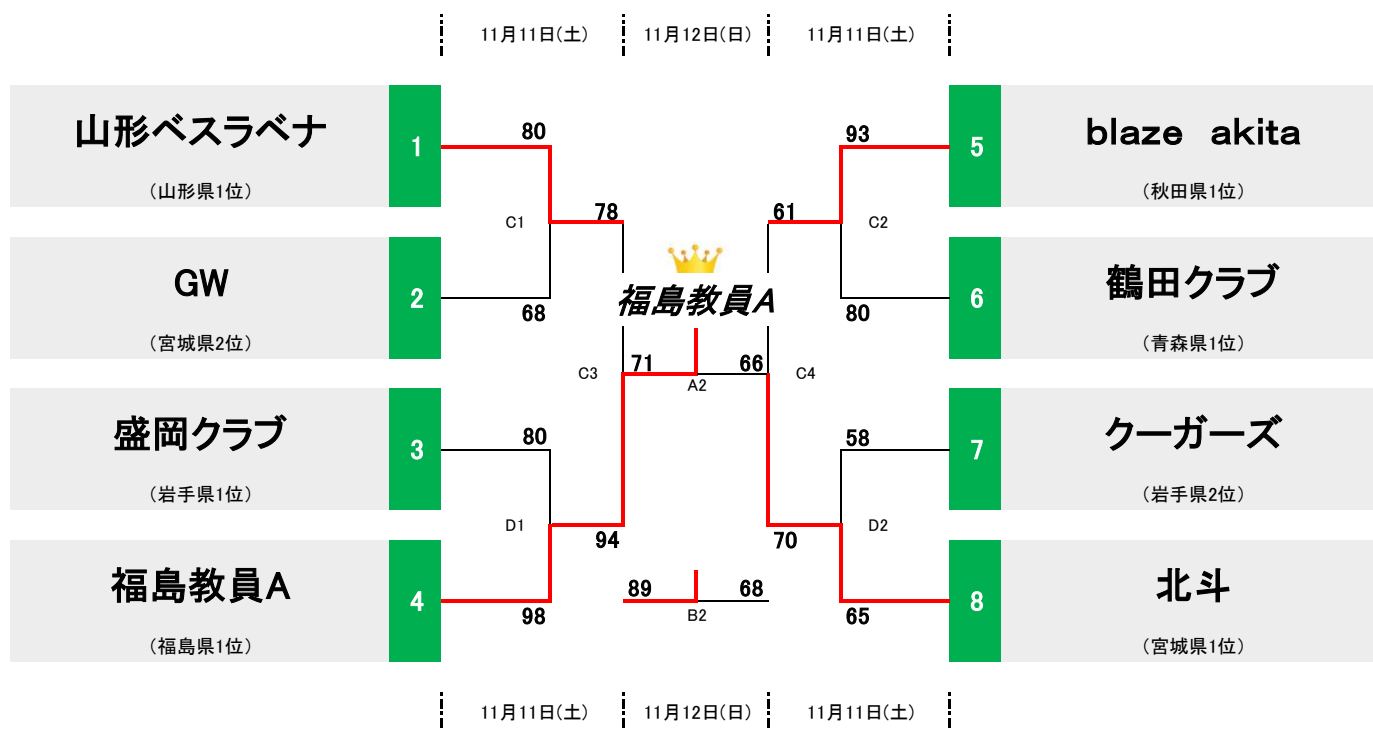 11月11日(土) 11月12日(日) 11月11日(土)
山形ベスラベナ
(山形県1位)
1
80
93
5
blaze akita
(秋田県1位)
C1
78
61
C2
GW
(宮城県2位)
2
68
福島教員A
80
6
鶴田クラブ
(青森県1位)
C3
71
A2
66
C4
盛岡クラブ
(岩手県1位)
3
80
58
7
クーガーズ
(岩手県2位)
D1
94
70
D2
福島教員A
(福島県1位)
4
98
89
B2
68
65
8
北斗
(宮城県1位)
11月11日(土) 11月12日(日) 11月11日(土)